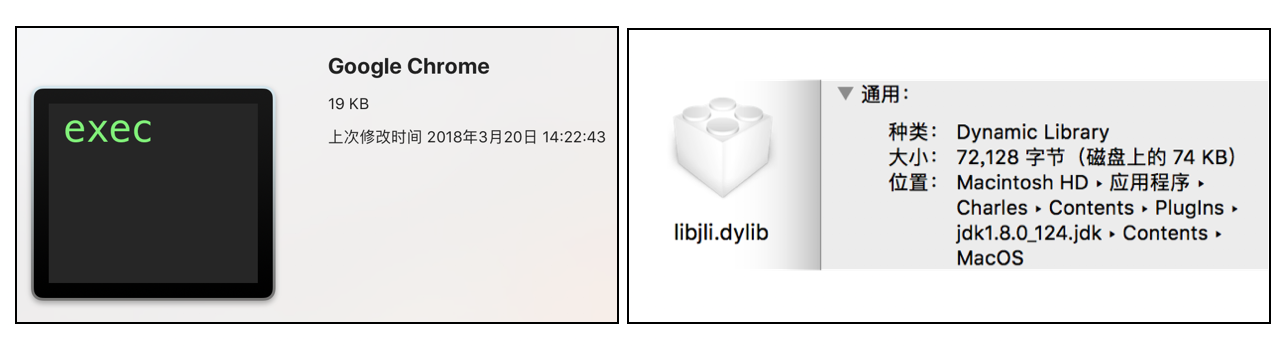 exec
Google Chrome
19 KB
上次修改时间 2018年3月20日 14:22:43
libjli.dylib
▼ 通用：
种类： Dynamic Library
大小： 72,128 字节（磁盘上的 74 KB）
位置： Macintosh HD ▸ 应用程序 ▸
Charles ▸ Contents ▸ PlugIns ▸
jdk1.8.0_124.jdk ▸ Contents ▸
MacOS